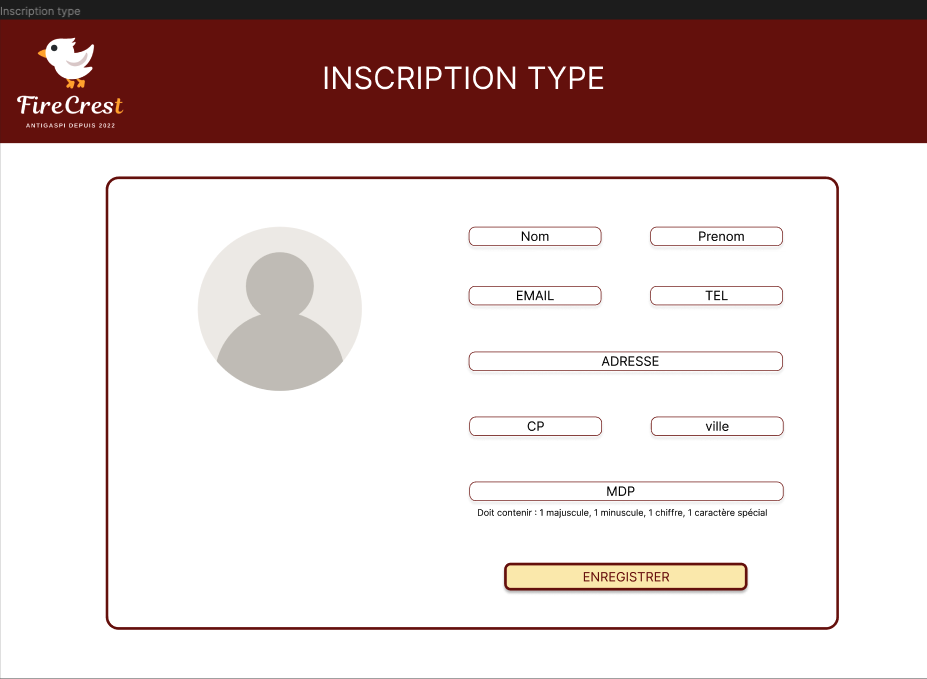 Inscription type
INSCRIPTION TYPE
FireCrest
ANTIGASPI DEPUIS 2022
Nom
Prenom
EMAIL
TEL
ADRESSE
CP
ville
MDP
Doit contenir : 1 majuscule, 1 minuscule, 1 chiffre, 1 caractère spécial
ENREGISTRER